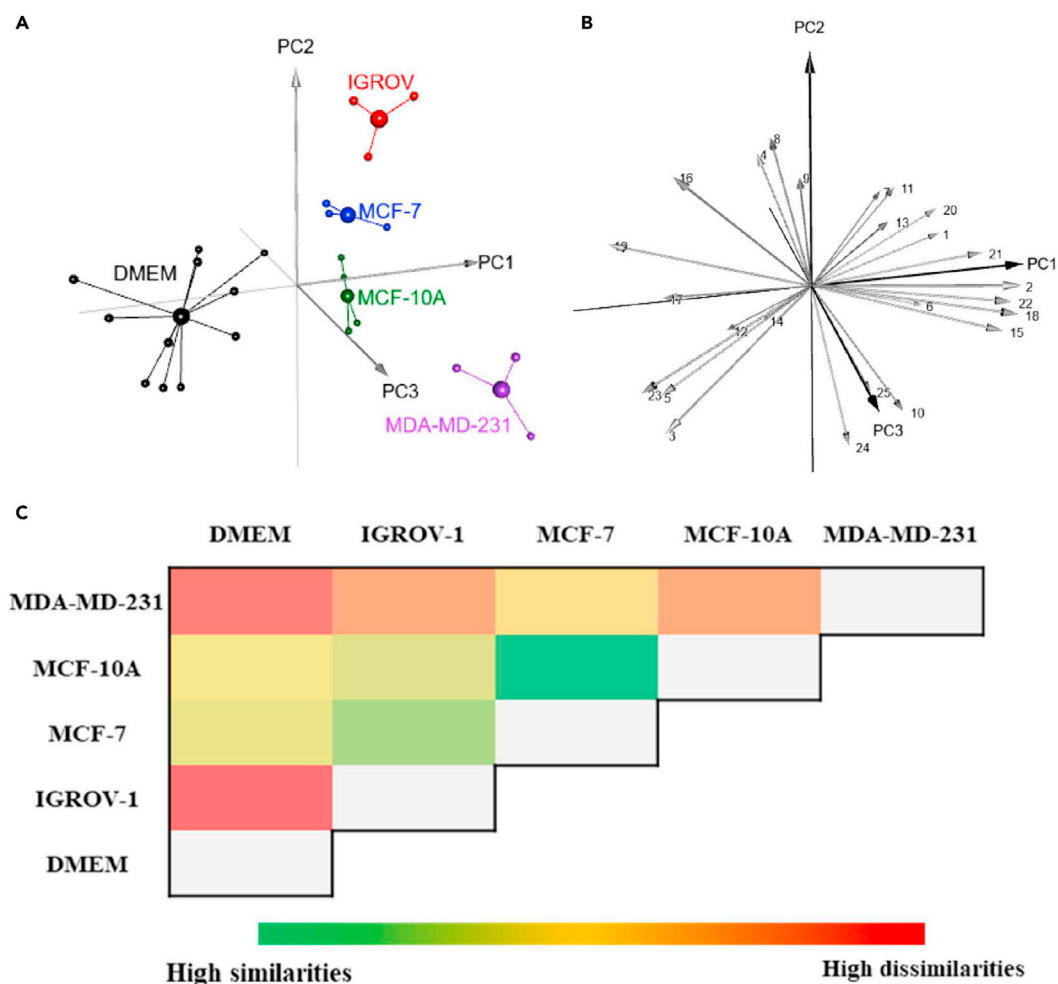 A
PC2
IGROV
MCF-7
DMEM
PC1
MCF-10A
PC3
MDA-MD-231
B
PC2
8
4
9
16
7
11
20
13
1
21
PC1
2
17
6
22
18
14
12
15
23
5
25
10
3
PC3
24
C
DMEM IGROV-1 MCF-7 MCF-10A MDA-MD-231
MDA-MD-231
MCF-10A
MCF-7
IGROV-1
DMEM
High similarities High dissimilarities